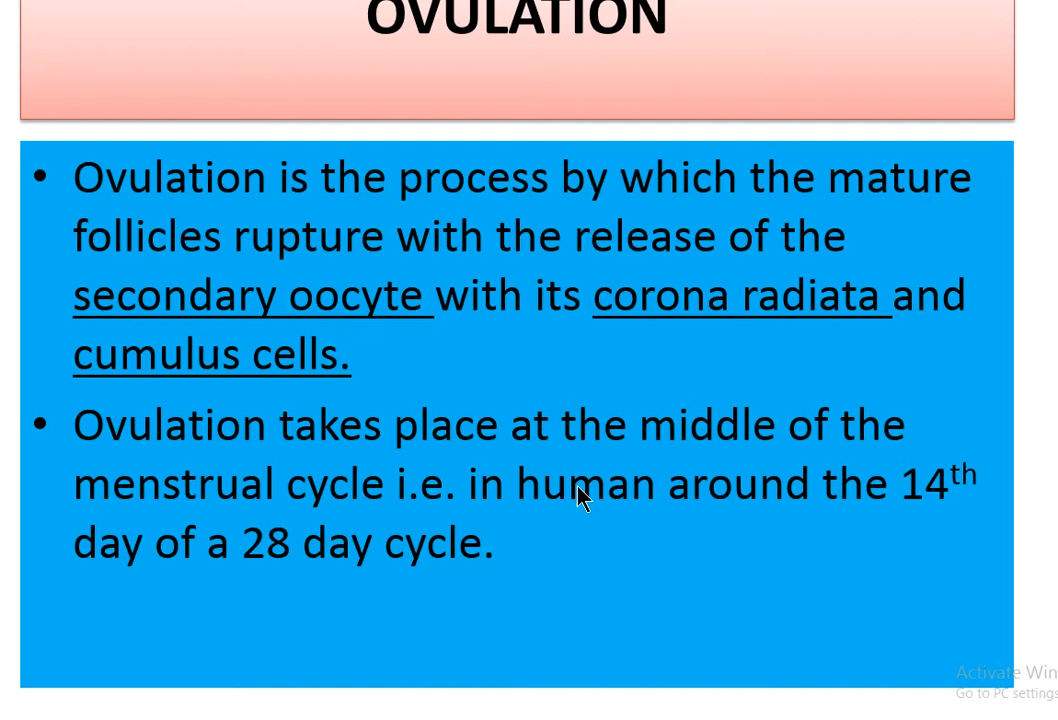 OVULATION
• Ovulation is the process by which the mature
follicles rupture with the release of the
secondary oocyte with its corona radiata and
cumulus cells.
• Ovulation takes place at the middle of the
menstrual cycle i.e. in human around the 14th
day of a 28 day cycle.
Activate Win
Go to PC settings